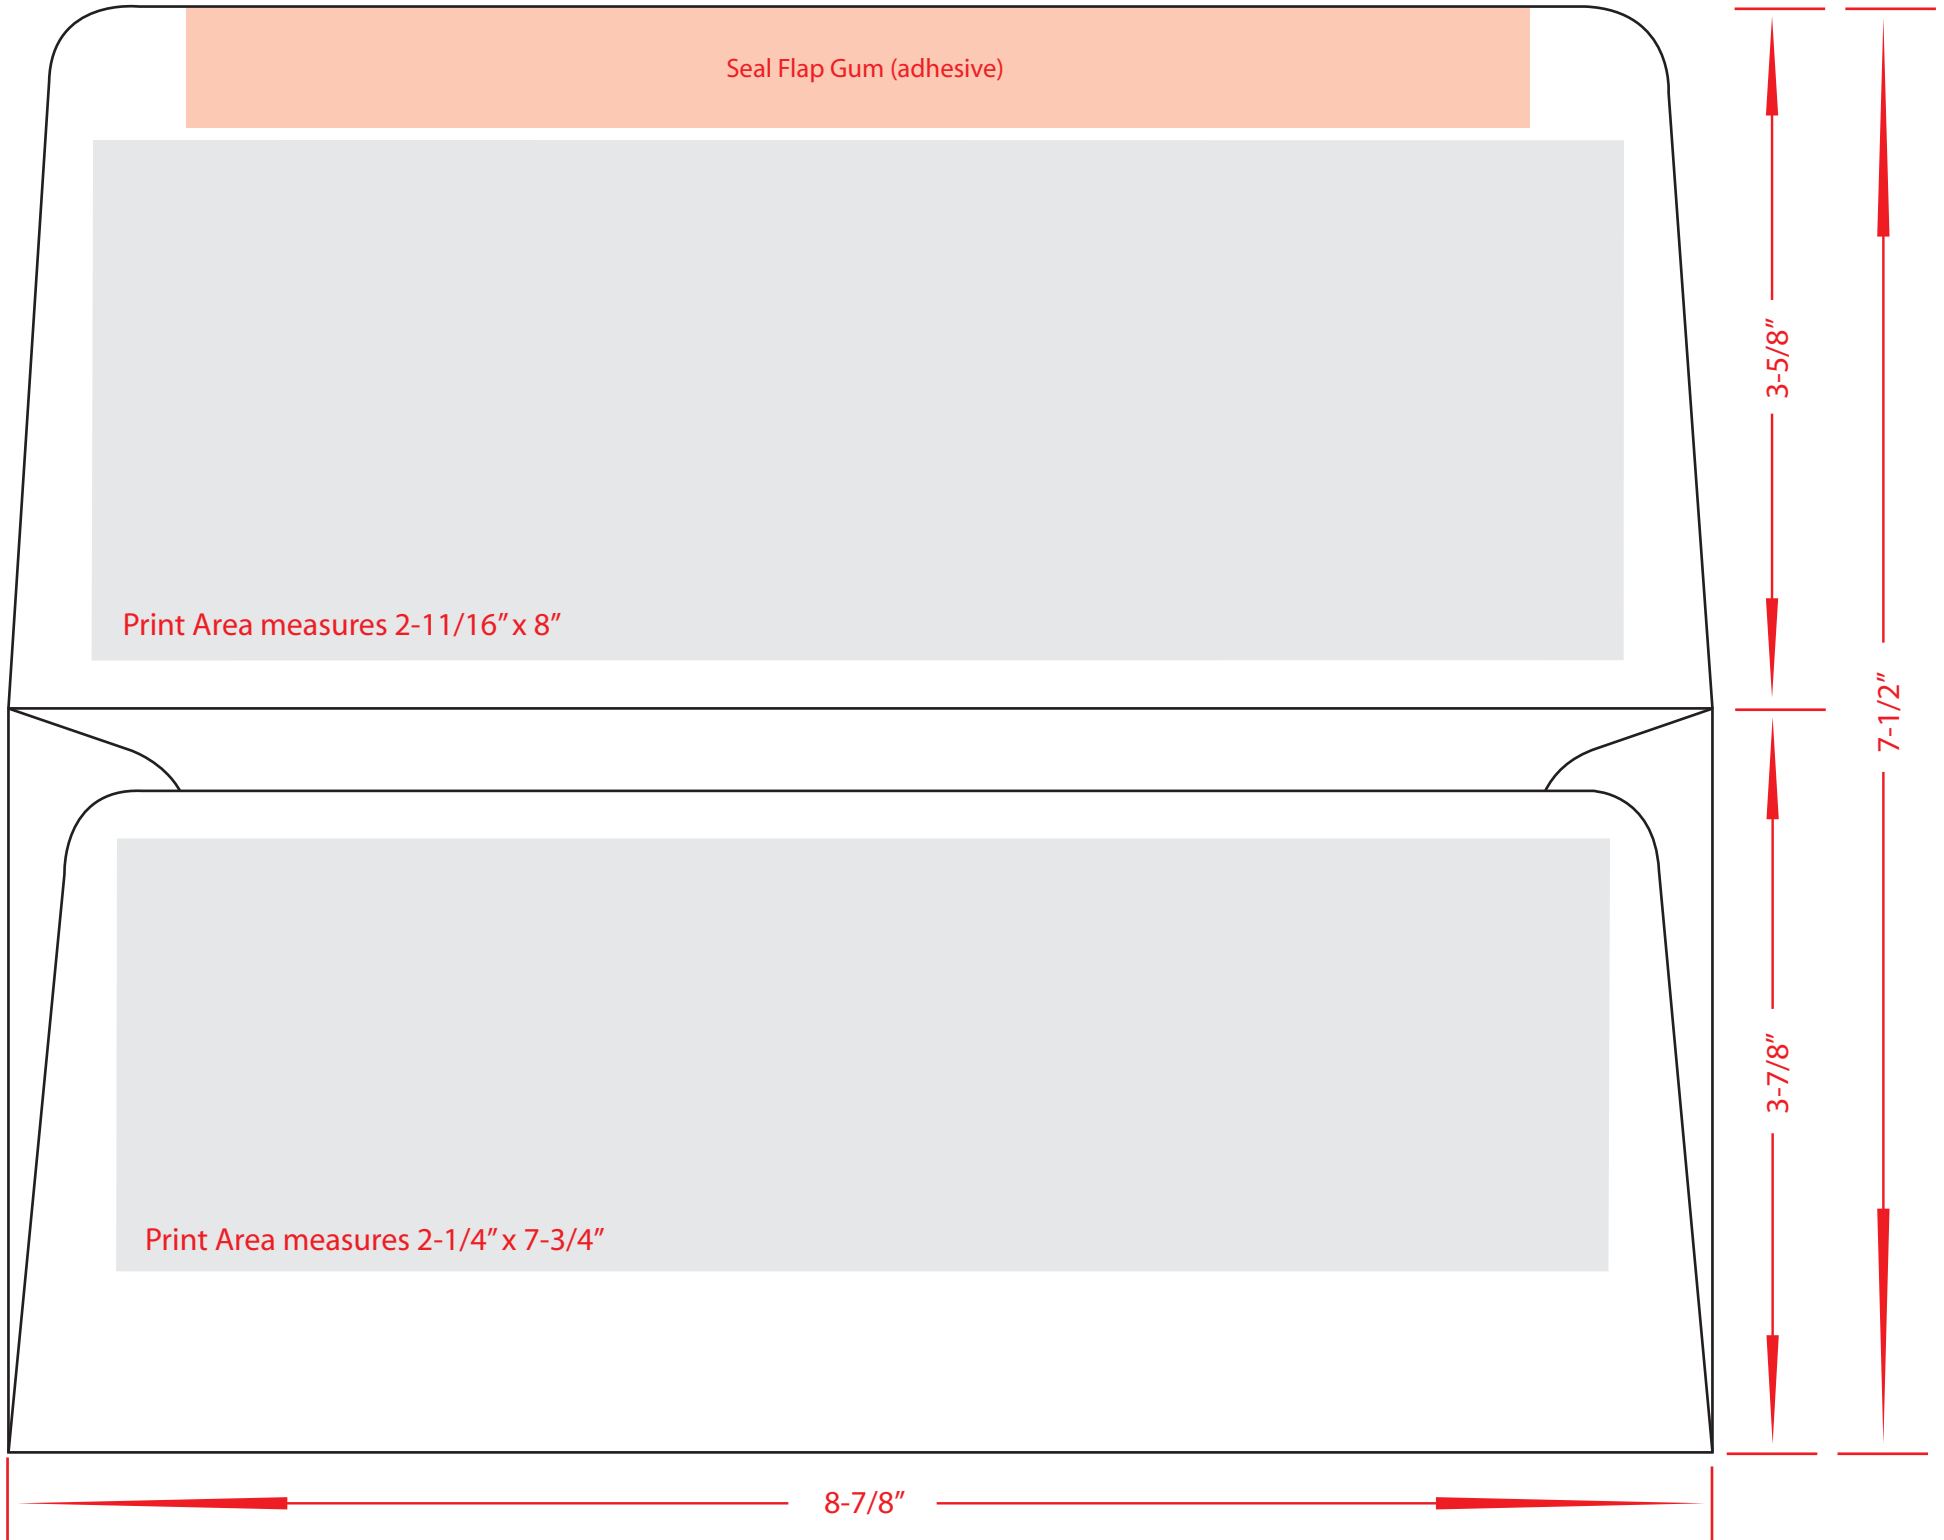 Seal Flap Gum (adhesive)
3-5/8”
Print Area measures 2-11/16” x 8”
7-1/2”
3-7/8”
Print Area measures 2-1/4” x 7-3/4”
8-7/8”